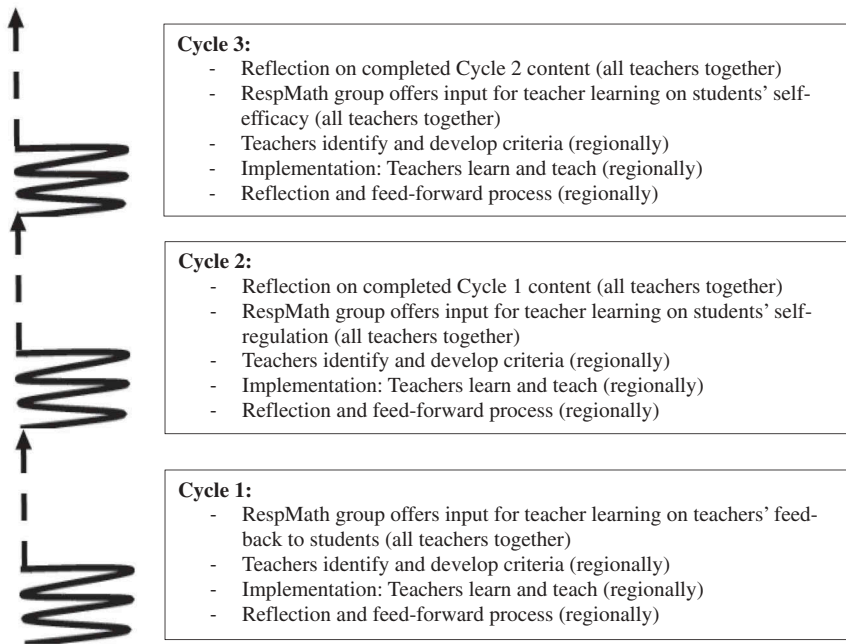 Cycle 3:
- Reflection on completed Cycle 2 content (all teachers together)
- RespMath group offers input for teacher learning on students’ self-
efficacy (all teachers together)
- Teachers identify and develop criteria (regionally)
- Implementation: Teachers learn and teach (regionally)
- Reflection and feed-forward process (regionally)
Cycle 2:
- Reflection on completed Cycle 1 content (all teachers together)
- RespMath group offers input for teacher learning on students’ self-
regulation (all teachers together)
- Teachers identify and develop criteria (regionally)
- Implementation: Teachers learn and teach (regionally)
- Reflection and feed-forward process (regionally)
Cycle 1:
- RespMath group offers input for teacher learning on teachers’ feed-
back to students (all teachers together)
- Teachers identify and develop criteria (regionally)
- Implementation: Teachers learn and teach (regionally)
- Reflection and feed-forward process (regionally)